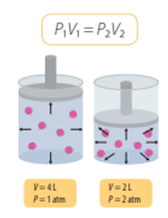 P₁V₁ = P₂V₂
V= 4 L
P= 1 atm
V= 2 L
P= 2 atm